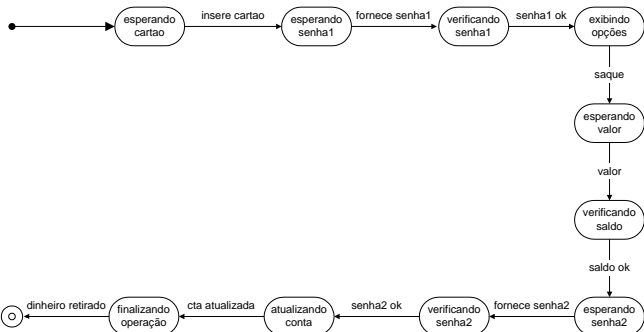 esperando
cartao
insere cartao
esperando
senha1
fornece senha1
verificando
senha1
senha1 ok
exibindo
opções
saque
esperando
valor
valor
verificando
saldo
saldo ok
esperando
senha2
fornece senha2
verificando
senha2
senha2 ok
atualizando
conta
cta atualizada
finalizando
operação
dinheiro retirado